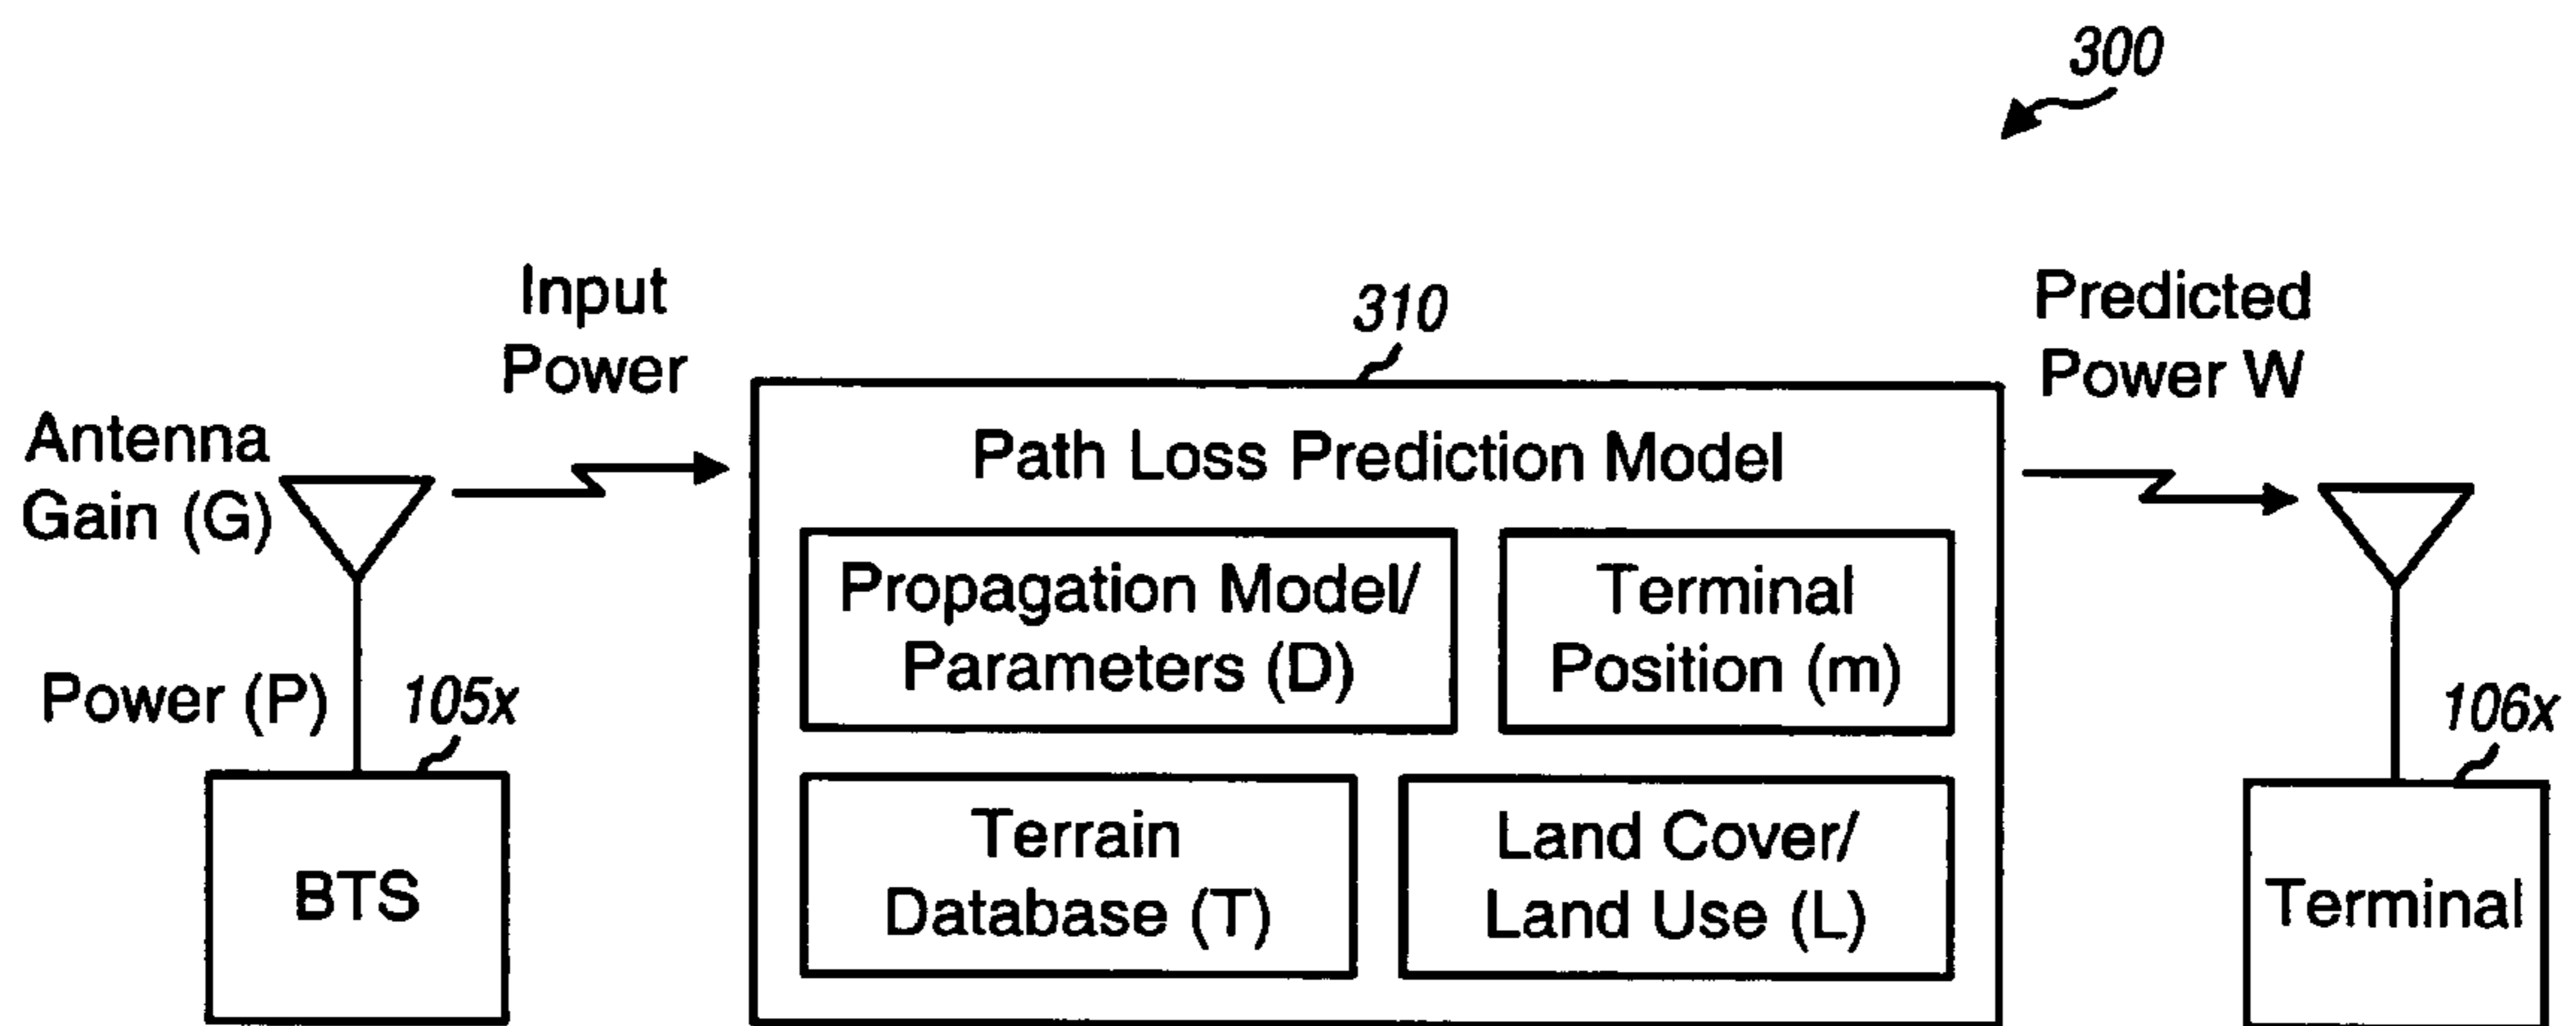 300
Input
Power
310
Predicted
Power W
Antenna
Gain (G)
Path Loss Prediction Model
Propagation Model/
Parameters (D)
Terminal
Position (m)
Power (P)
105x
106x
Terrain
Database (T)
Land Cover/
Land Use (L)
BTS
Terminal